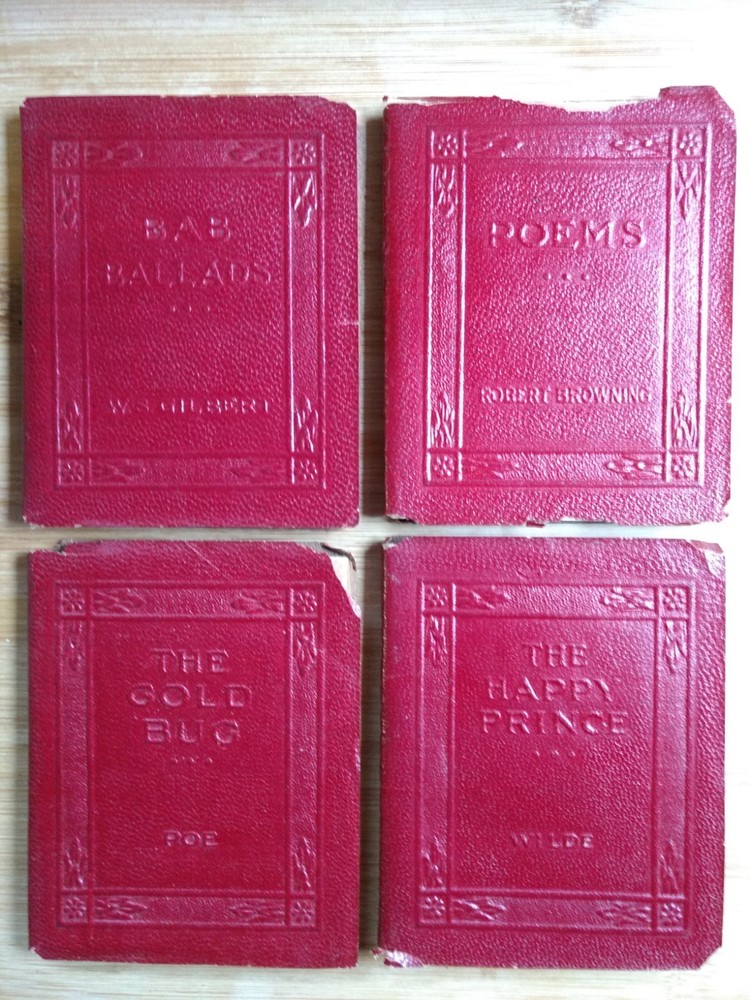 BAB
BALLADS
W. S. GILBERT
POEMS
ROBERT BROWNING
THE
GOLD
BUG
POE
THE
HAPPY
PRINCE
WILDE